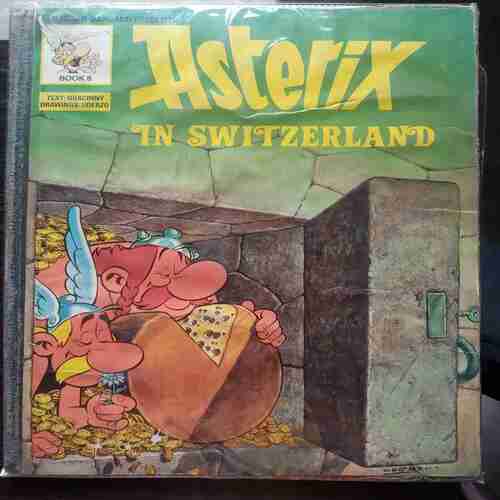 BOOK 8
TEXT: GOSCINNY
DRAWINGS: UDERZO
Asterix
IN SWITZERLAND